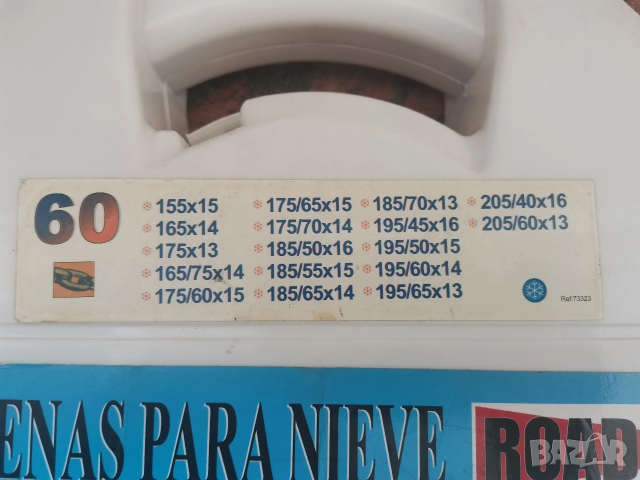 60
155x15
165x14
175x13
165/75x14
175/60x15
175/65x15
175/70x14
185/50x16
185/55x15
185/65x14
185/70x13
195/45x16
195/50x15
195/60x14
195/65x13
205/40x16
205/60x13
Ref.73323
ENAS PARA NIEVE
ROAD
BAZAR